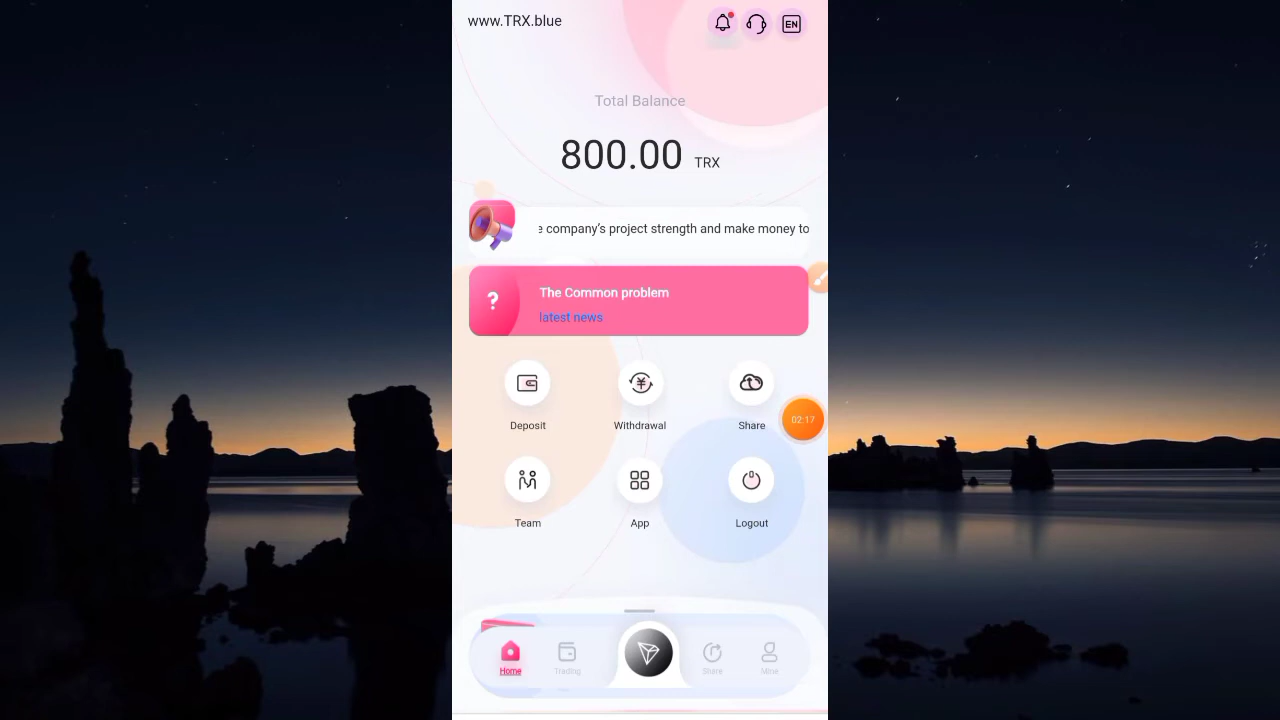 www.TRX.blue
EN
Total Balance
800.00 TRX
company's project strength and make money to
?
The Common problem
latest news
Deposit
Withdrawal
Share
02:17
Team
App
Logout
Home
Trading
Share
Mine